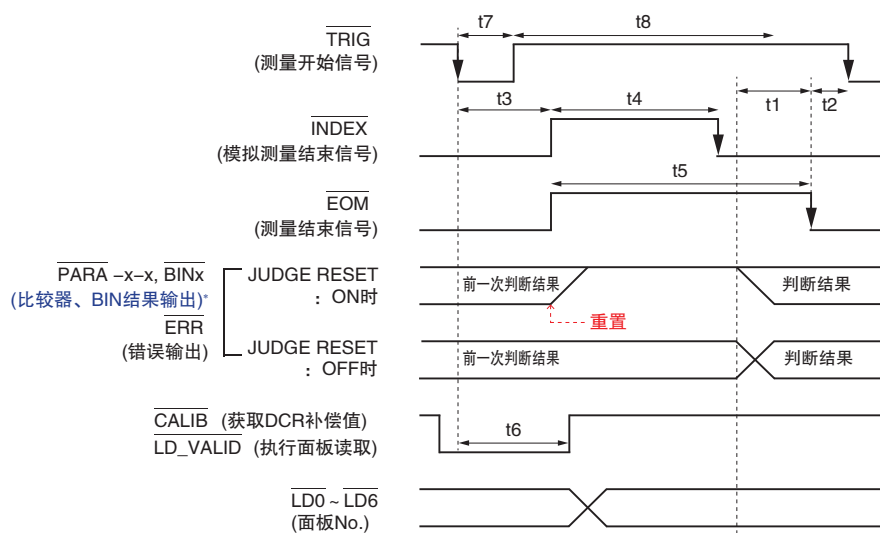 TRIG
(测量开始信号)
t7
t8
t3
t4
t1
t2
INDEX
(模拟测量结束信号)
t5
EOM
(测量结束信号)
PARA –x–x, BINx
(比较器、BIN结果输出)*
ERR
(错误输出)
JUDGE RESET
：ON时
前一次判断结果
判断结果
重置
JUDGE RESET
：OFF时
前一次判断结果
判断结果
CALIB (获取DCR补偿值)
LD_VALID (执行面板读取)
t6
LD0 ~ LD6
(面板No.)